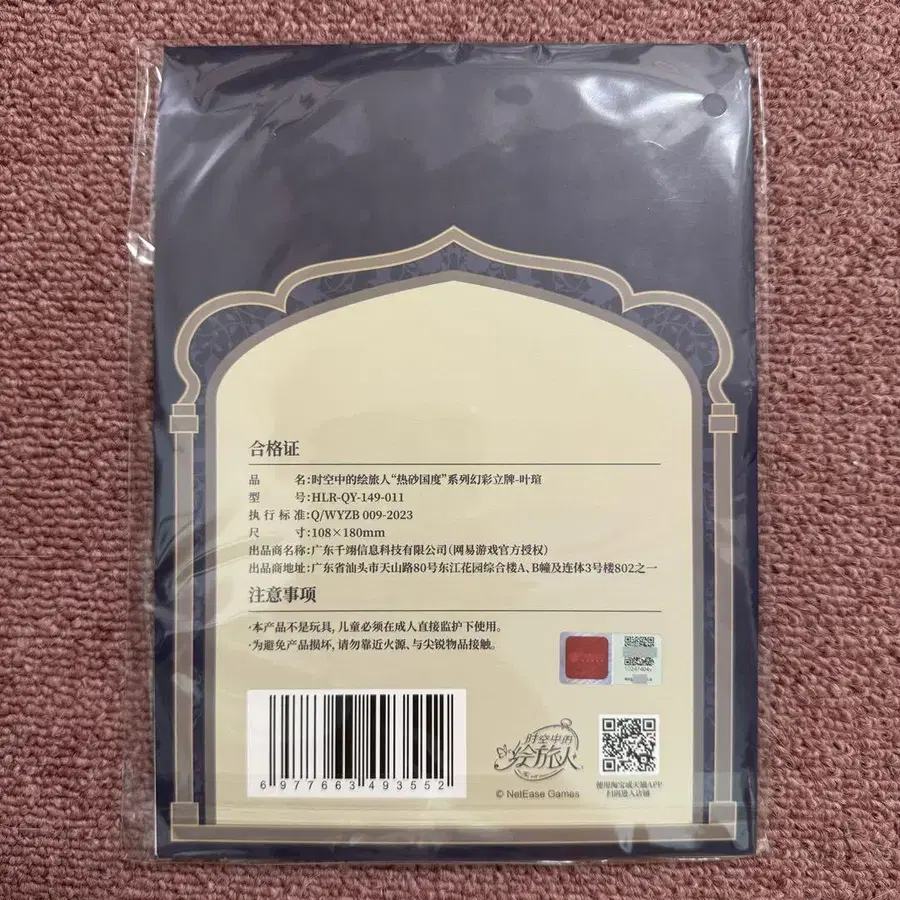 合格证
品 名:时空中的绘旅人“热砂国度”系列幻彩立牌-叶瑄
型 号:HLR-QY-149-011
执行标准:Q/WYZB 009-2023
尺 寸:108×180mm
出品商名称:广东千翊信息科技有限公司(网易游戏官方授权)
出品商地址:广东省汕头市天山路80号东江花园综合楼A、B幢及连体3号楼802之一
注意事项
·本产品不是玩具, 儿童必须在成人直接监护下使用。
·为避免产品损坏, 请勿靠近火源、与尖锐物品接触。
6 977663 493552
时空中的
绘旅人
© NetEase Games
使用淘宝或天猫APP
扫码进入店铺